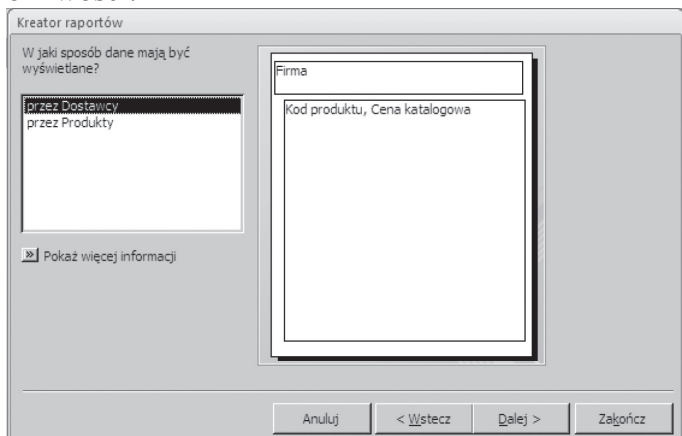 Kreator raportów
W jaki sposób dane mają być
wyświetlane?
przez Dostawcy
przez Produkty
Pokaż więcej informacji
Firma
Kod produktu, Cena katalogowa
Anuluj
< Wstecz
Dalej >
Zakończ